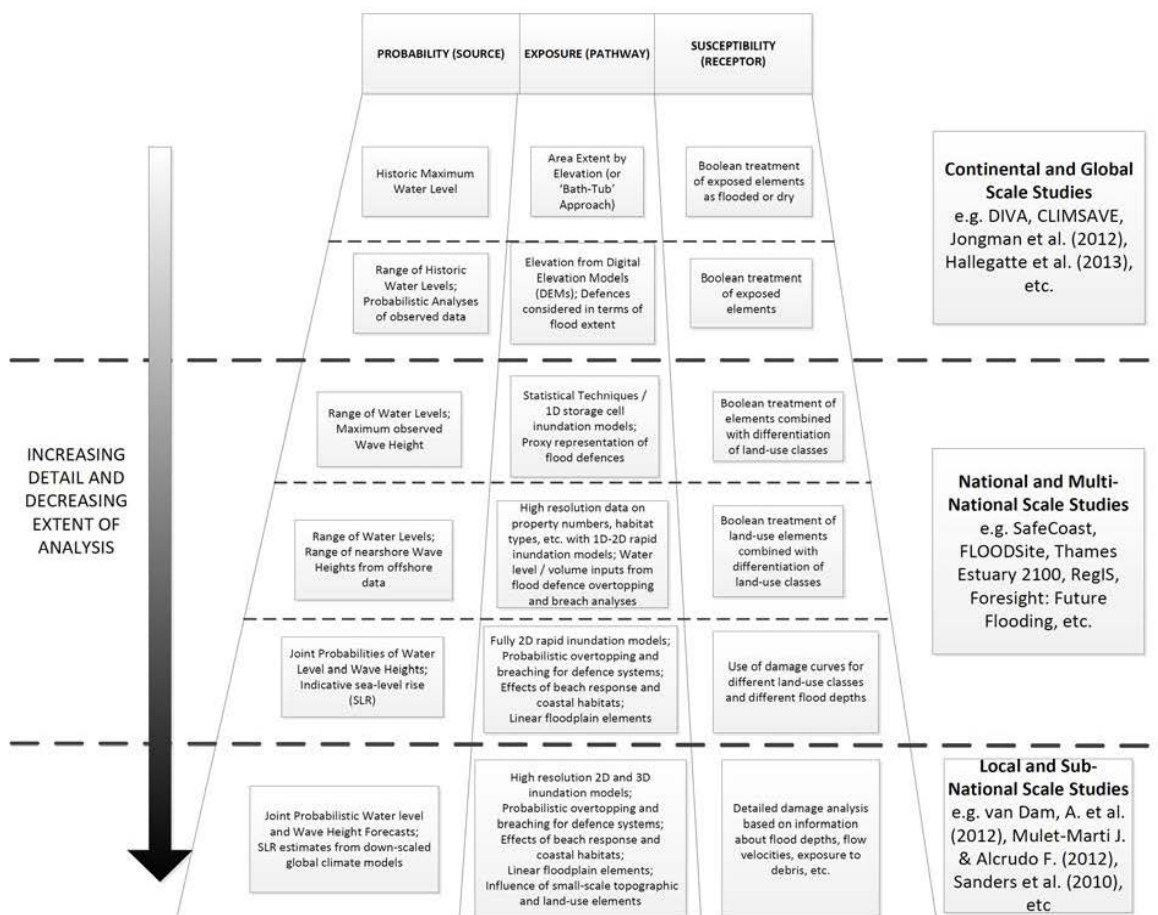 PROBABILITY (SOURCE)
EXPOSURE (PATHWAY)
SUSCEPTIBILITY
(RECEPTOR)
Historic Maximum
Water Level
Area Extent by
Elevation (or
‘Bath-Tub’
Approach)
Boolean treatment
of exposed elements
as flooded or dry
Continental and Global
Scale Studies
e.g. DIVA, CLIMSAVE,
Jongman et al. (2012),
Hallegatte et al. (2013),
etc.
Range of Historic
Water Levels;
Probabilistic Analyses
of observed data
Elevation from Digital
Elevation Models
(DEMs); Defences
considered in terms of
flood extent
Boolean treatment
of exposed
elements
INCREASING
DETAIL AND
DECREASING
EXTENT OF
ANALYSIS
Range of Water Levels;
Maximum observed
Wave Height
Statistical Techniques /
1D storage cell
inundation models;
Proxy representation of
flood defences
Boolean treatment of
elements combined
with differentiation
of land-use classes
National and Multi-
National Scale Studies
e.g. SafeCoast,
FLOODSite, Thames
Estuary 2100, RegIS,
Foresight: Future
Flooding, etc.
Range of Water Levels;
Range of nearshore Wave
Heights from offshore
data
High resolution data on
property numbers, habitat
types, etc. with 1D-2D rapid
inundation models; Water
level / volume inputs from
flood defence overtopping
and breach analyses
Boolean treatment of
land-use elements
combined with
differentiation of
land-use classes
Joint Probabilities of Water
Level and Wave Heights;
Indicative sea-level rise
(SLR)
Fully 2D rapid inundation models;
Probabilistic overtopping and
breaching for defence systems;
Effects of beach response and
coastal habitats;
Linear floodplain elements
Use of damage curves for
different land-use classes
and different flood depths
Joint Probabilistic Water level
and Wave Height Forecasts;
SLR estimates from down-scaled
global climate models
High resolution 2D and 3D
inundation models;
Probabilistic overtopping and
breaching for defence systems;
Effects of beach response and
coastal habitats;
Linear floodplain elements;
Influence of small-scale topographic
and land-use elements
Detailed damage analysis
based on information
about flood depths, flow
velocities, exposure to
debris, etc.
Local and Sub-
National Scale Studies
e.g. van Dam, A. et al.
(2012), Mulet-Marti J.
& Alcrudo F. (2012),
Sanders et al. (2010),
etc